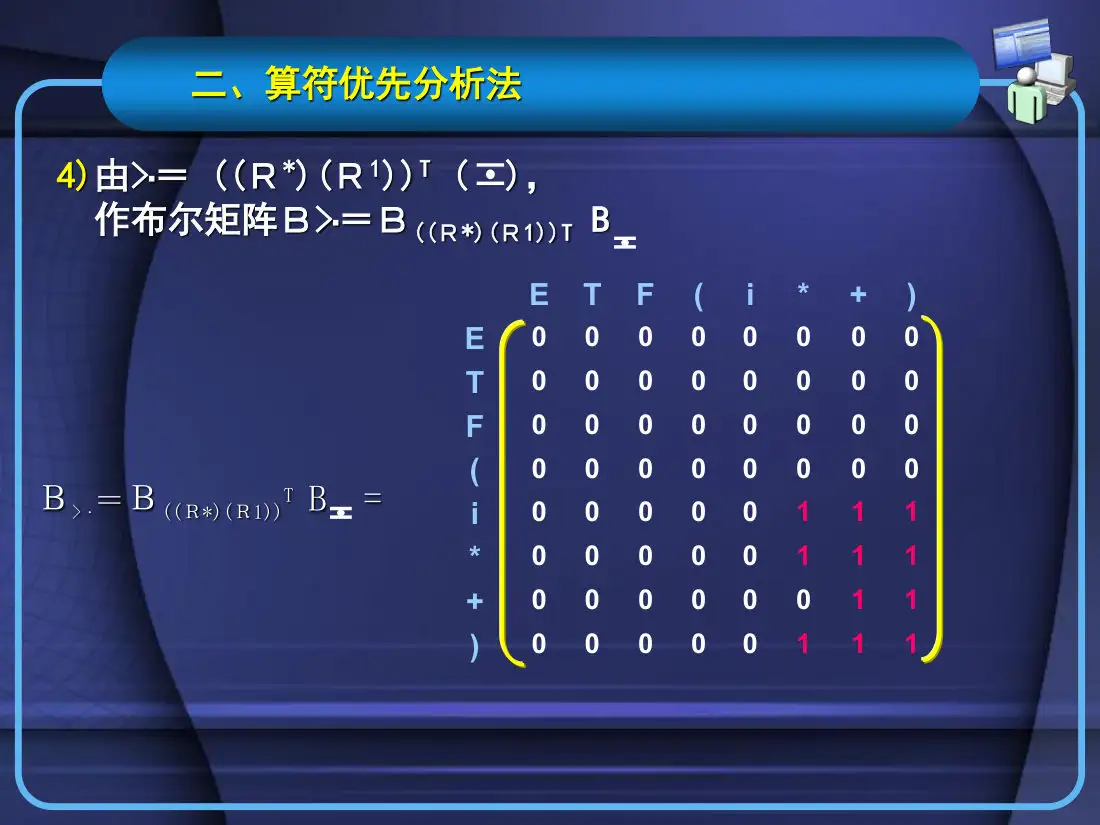 二、算符优先分析法
4)由>·＝ ((R*)(R1))T (≐),
作布尔矩阵B>·＝B((R*)(R1))T B≐
E T F ( i * + )
E 0 0 0 0 0 0 0 0
T 0 0 0 0 0 0 0 0
F 0 0 0 0 0 0 0 0
( 0 0 0 0 0 0 0 0
i 0 0 0 0 0 1 1 1
* 0 0 0 0 0 1 1 1
+ 0 0 0 0 0 0 1 1
) 0 0 0 0 0 1 1 1
B>·＝B((R*)(R1))T B≐ =